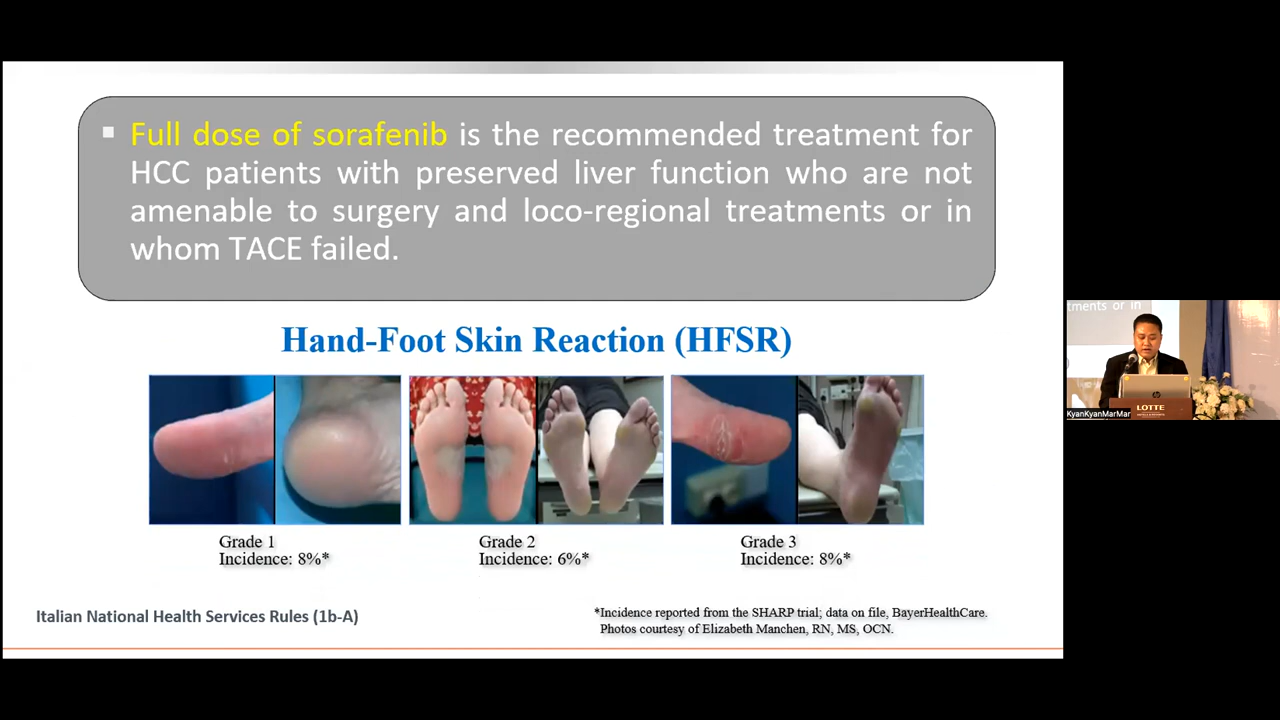 ▪ Full dose of sorafenib is the recommended treatment for
HCC patients with preserved liver function who are not
amenable to surgery and loco-regional treatments or in
whom TACE failed.
Hand-Foot Skin Reaction (HFSR)
Grade 1
Incidence: 8%*
Grade 2
Incidence: 6%*
Grade 3
Incidence: 8%*
Italian National Health Services Rules (1b-A)
*Incidence reported from the SHARP trial; data on file, BayerHealthCare.
Photos courtesy of Elizabeth Manchen, RN, MS, OCN.
tments or in
LOTTE
KyanKyanMarMar